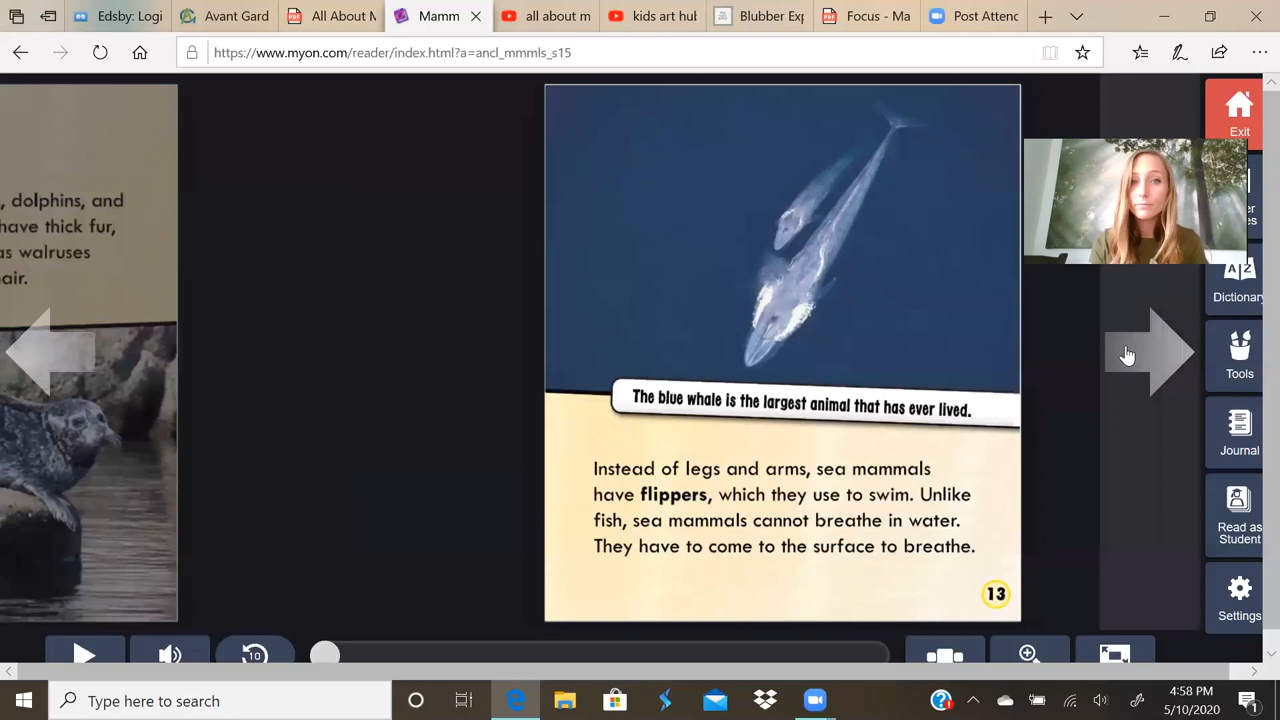 Edsby: Logi
Avant Gard
All About M
Mamm
all about m
kids art hub
Blubber Exp
Focus - Ma
Post Attenc
https://www.myon.com/reader/index.html?a=ancl_mmmls_s15
, dolphins, and
have thick fur,
as walruses
air.
The blue whale is the largest animal that has ever lived.
Instead of legs and arms, sea mammals
have flippers, which they use to swim. Unlike
fish, sea mammals cannot breathe in water.
They have to come to the surface to breathe.
13
Exit
Dictionary
Tools
Journal
Read as
Student
Settings
10
Type here to search
4:58 PM
5/10/2020